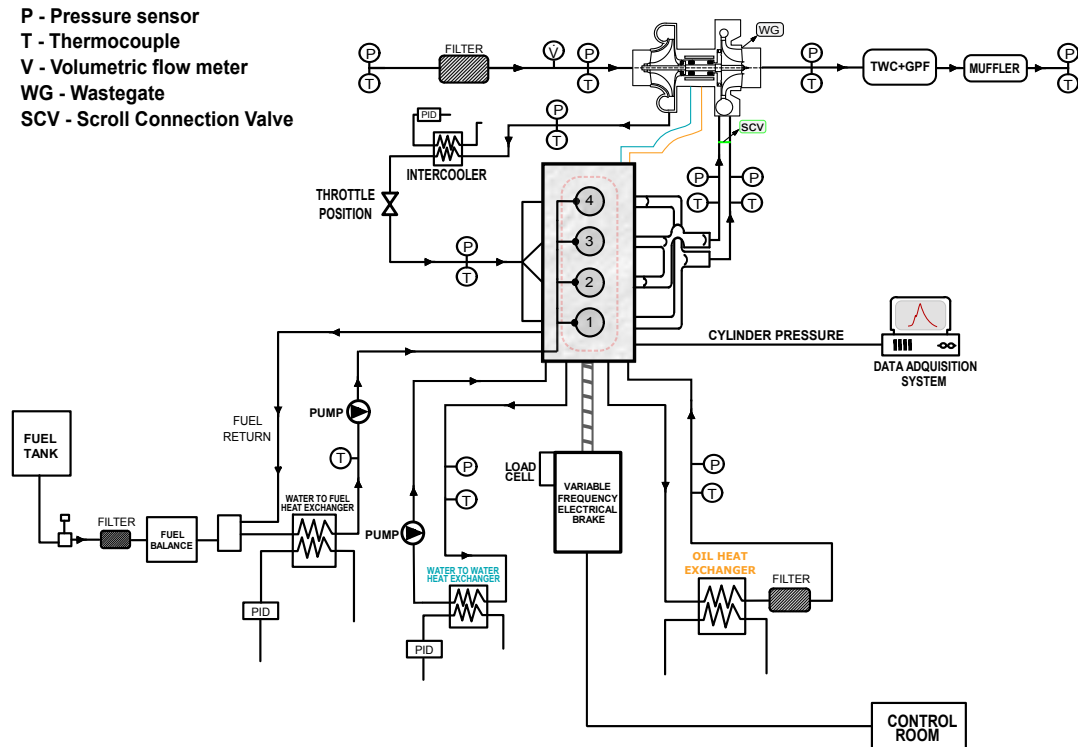 P - Pressure sensor
T - Thermocouple
V - Volumetric flow meter
WG - Wastegate
SCV - Scroll Connection Valve
P
T
FILTER
V̇
P
T
WG
P
T
TWC+GPF
MUFFLER
P
T
PID
INTERCOOLER
P
T
SCV
P
P
T
T
THROTTLE
POSITION
P
T
4
3
2
1
CYLINDER PRESSURE
DATA ADQUISITION
SYSTEM
FUEL
TANK
FUEL
RETURN
PUMP
T
FILTER
FUEL
BALANCE
WATER TO FUEL
HEAT EXCHANGER
PID
PUMP
P
T
WATER TO WATER
HEAT EXCHANGER
PID
LOAD
CELL
VARIABLE
FREQUENCY
ELECTRICAL
BRAKE
P
T
OIL HEAT
EXCHANGER
FILTER
CONTROL
ROOM